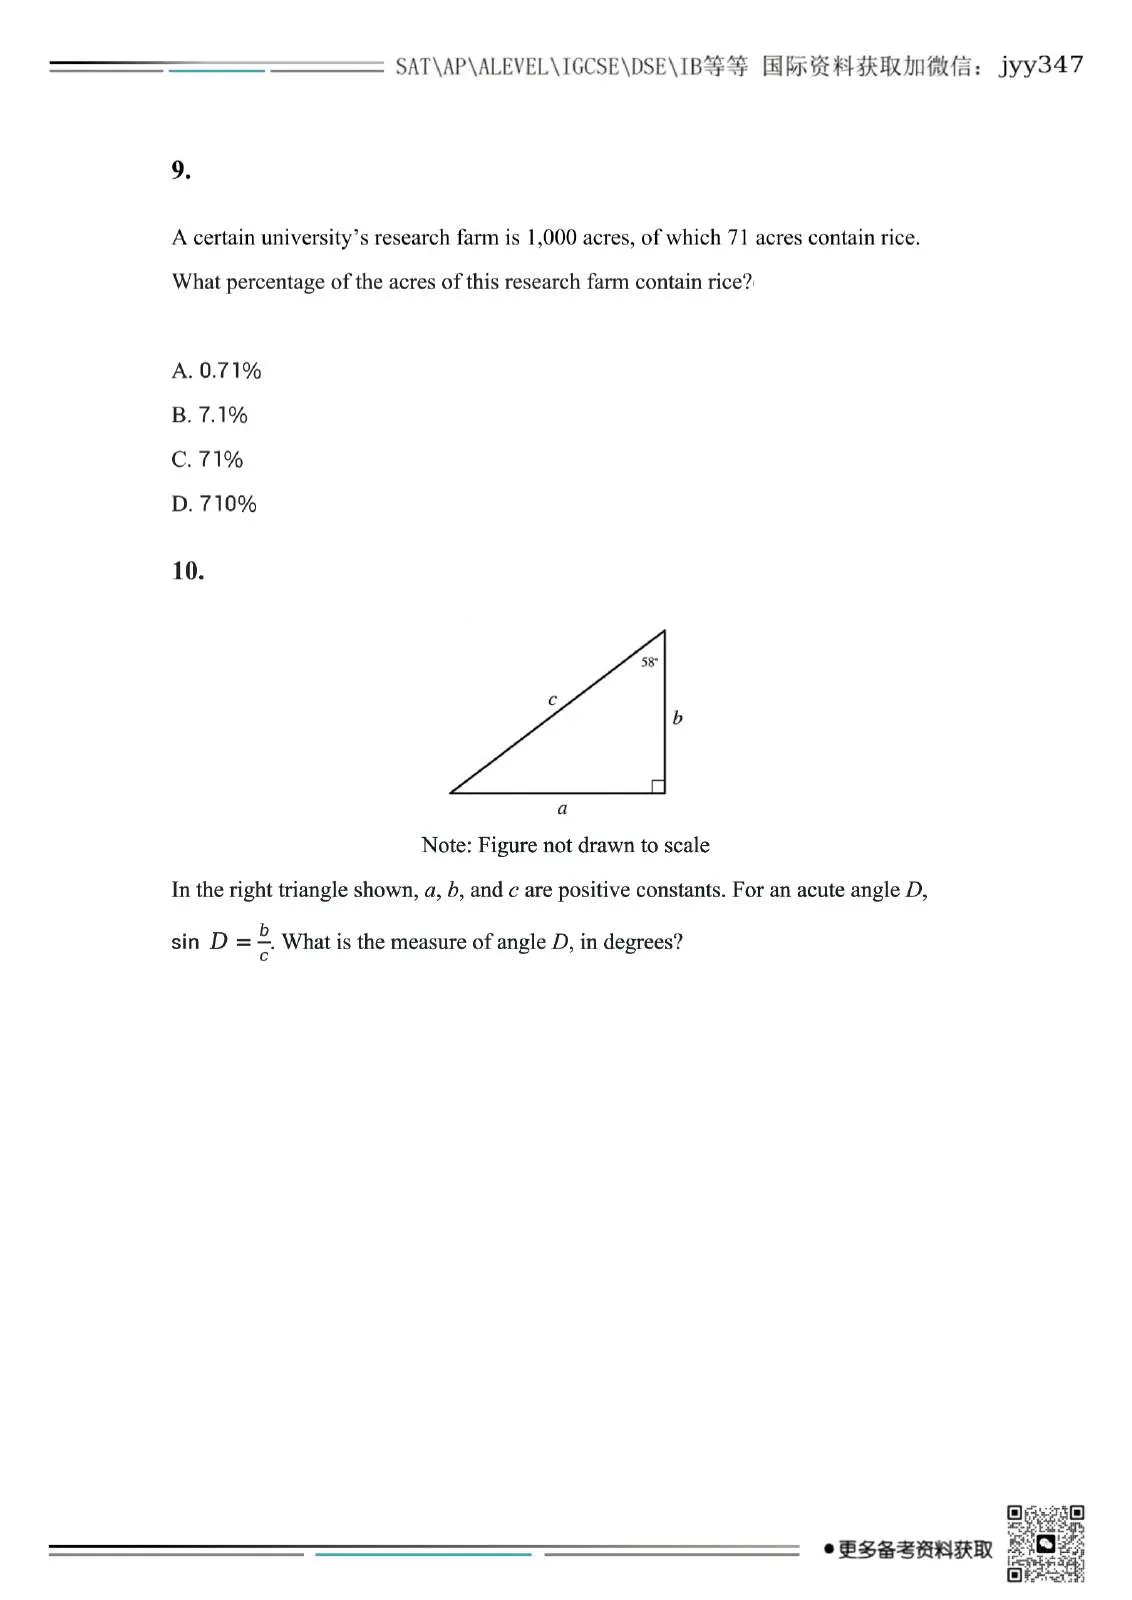 SAT\AP\ALEVEL\IGCSE\DSE\IB等等 国际资料获取加微信： jyy347
9.
A certain university’s research farm is 1,000 acres, of which 71 acres contain rice.
What percentage of the acres of this research farm contain rice?
A. 0.71%
B. 7.1%
C. 71%
D. 710%
10.
58°
c
b
a
Note: Figure not drawn to scale
In the right triangle shown, a, b, and c are positive constants. For an acute angle D,
sin D = b/c. What is the measure of angle D, in degrees?
●更多备考资料获取